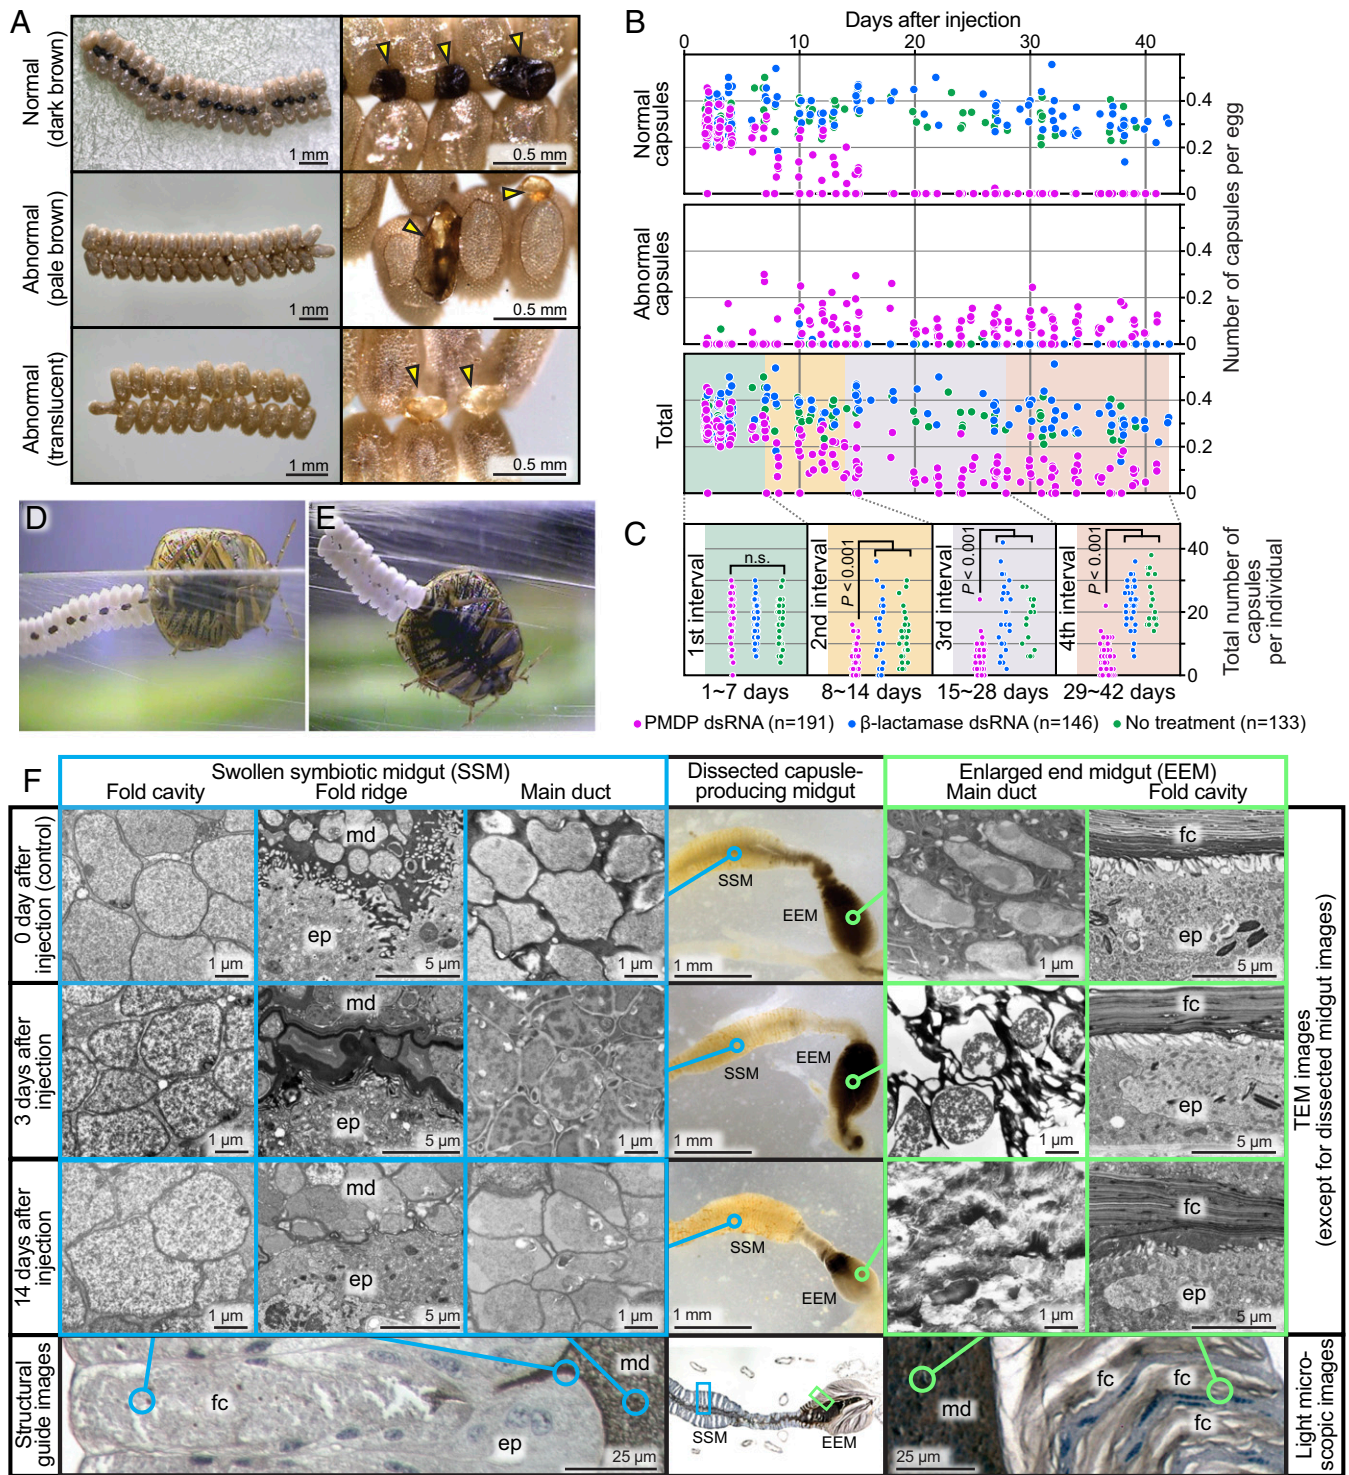 A
Normal
(dark brown)
1 mm
0.5 mm
Abnormal
(pale brown)
1 mm
0.5 mm
Abnormal
(translucent)
1 mm
0.5 mm
B
Days after injection
0 10 20 30 40
Normal
capsules
0.4
0.2
0
Abnormal
capsules
0.4
0.2
0
Total
0.4
0.2
0
Number of capsules per egg
C
1st interval
n.s.
2nd interval
P < 0.001
3rd interval
P < 0.001
4th interval
P < 0.001
40
20
0
Total number of
capsules
per individual
1~7 days
8~14 days
15~28 days
29~42 days
PMDP dsRNA (n=191)
β-lactamase dsRNA (n=146)
No treatment (n=133)
D
E
F
Swollen symbiotic midgut (SSM)
Fold cavity
Fold ridge
Main duct
Dissected capusle-
producing midgut
Enlarged end midgut (EEM)
Main duct
Fold cavity
0 day after
injection (control)
1 µm
md
ep
5 µm
1 µm
SSM
EEM
1 mm
1 µm
fc
ep
5 µm
3 days after
injection
1 µm
md
ep
5 µm
1 µm
EEM
SSM
1 mm
1 µm
fc
ep
5 µm
14 days after
injection
1 µm
md
ep
5 µm
1 µm
SSM
EEM
1 mm
1 µm
fc
ep
5 µm
TEM images
(except for dissected midgut images)
Structural
guide images
fc
ep
md
25 µm
SSM
EEM
md
25 µm
fc
fc
fc
Light micro-
scopic images